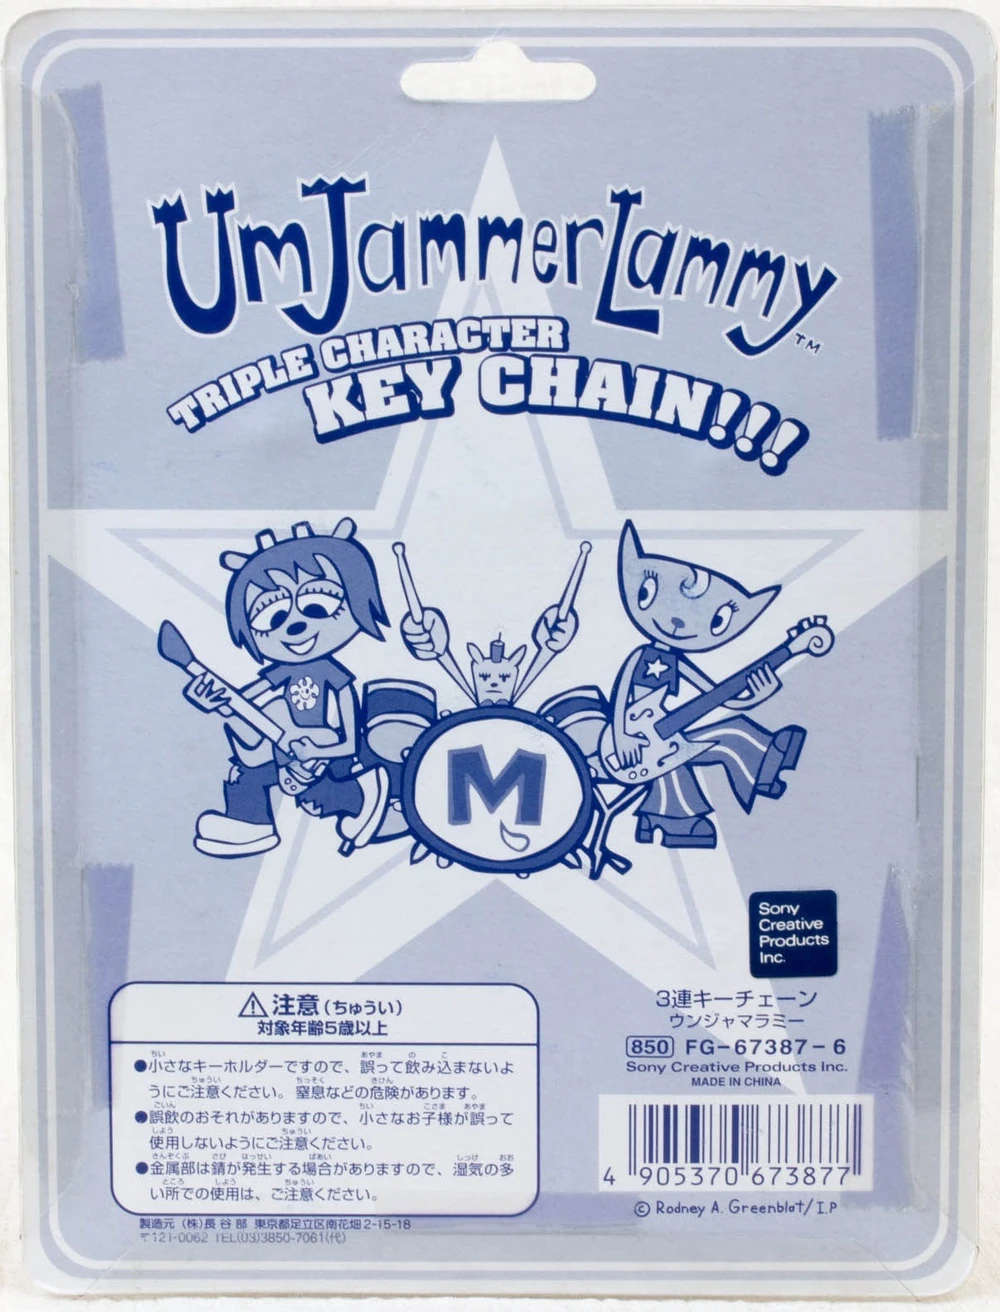 UmJammerLammy™
TRIPLE CHARACTER
KEY CHAIN!!!
M
Sony
Creative
Products
Inc.
⚠注意(ちゅうい)
対象年齢5歳以上
●小さなキーホルダーですので、誤って飲み込まないよ
うにご注意ください。窒息などの危険があります。
●誤飲のおそれがありますので、小さなお子様が誤って
使用しないようにご注意ください。
●金属部は錆が発生する場合がありますので、湿気の多
い所での使用は、ご注意ください。
製造元 (株)長谷部 東京都足立区南花畑2-15-18
〒121-0062 TEL(03)3850-7061(代)
3連キーチェーン
ウンジャマラミー
850 FG-67387-6
Sony Creative Products Inc.
MADE IN CHINA
4 905370 673877
© Rodney A. Greenblat/I.P